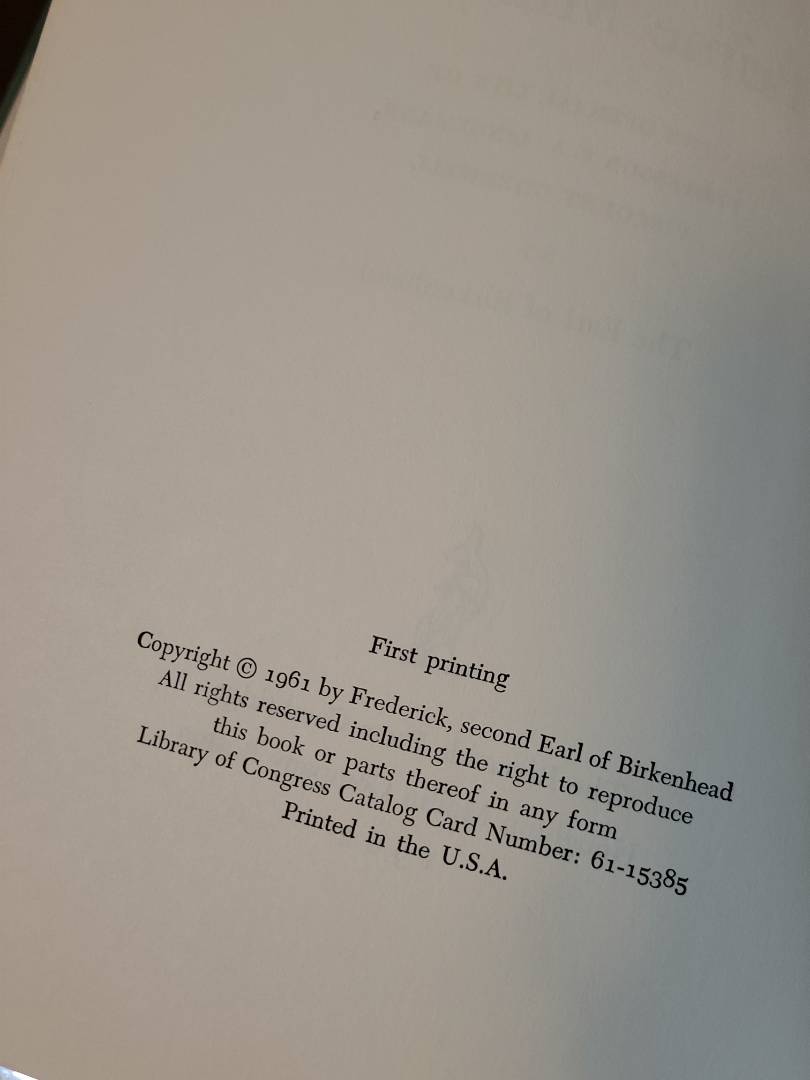 First printing
Copyright © 1961 by Frederick, second Earl of Birkenhead
All rights reserved including the right to reproduce
this book or parts thereof in any form
Library of Congress Catalog Card Number: 61-15385
Printed in the U.S.A.